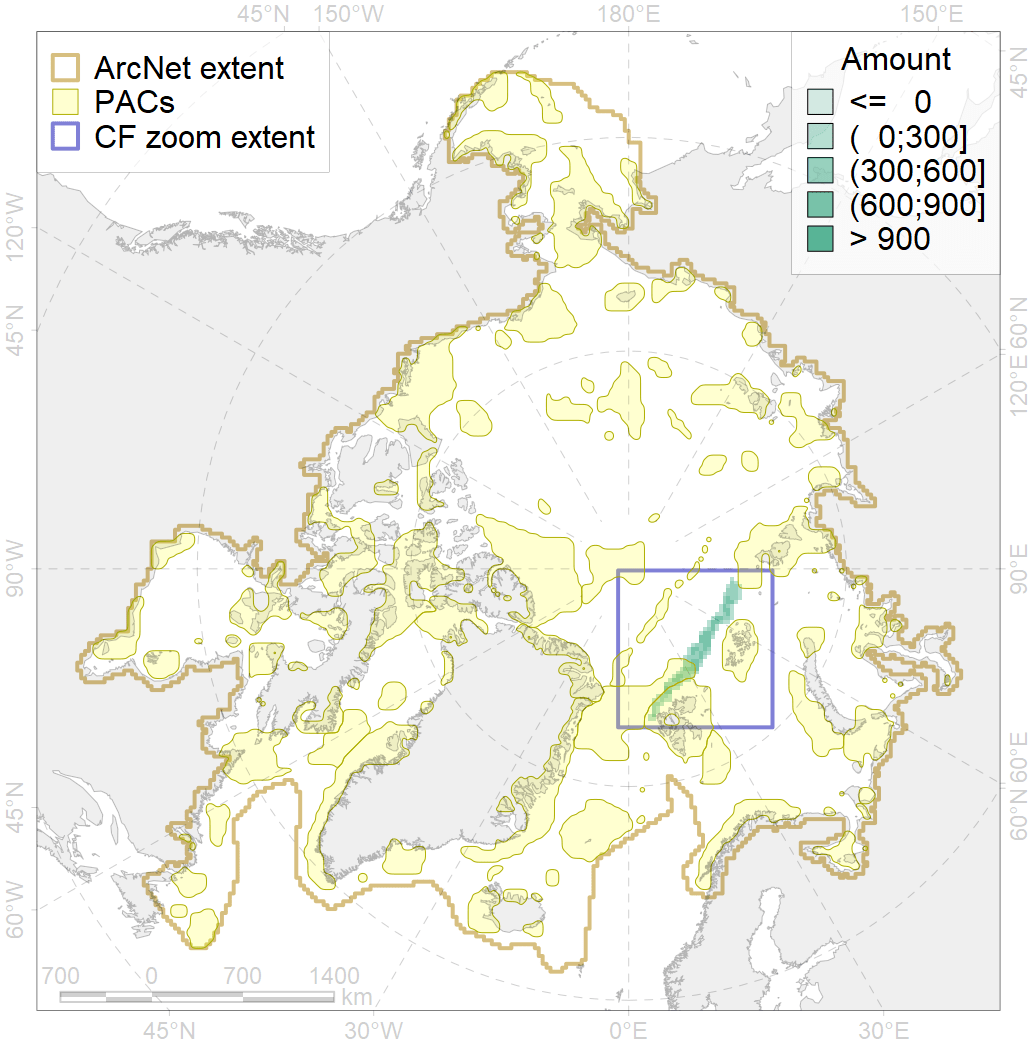 45°N 150°W 180°E 150°E
ArcNet extent
PACs
CF zoom extent
Amount
<= 0
( 0;300]
(300;600]
(600;900]
> 900
45°N
120°W
60°N
45°N
120°E
90°W
90°E
45°N
60°E
60°N
60°W
700 0 700 1400
km
45°N 30°W 0°E 30°E